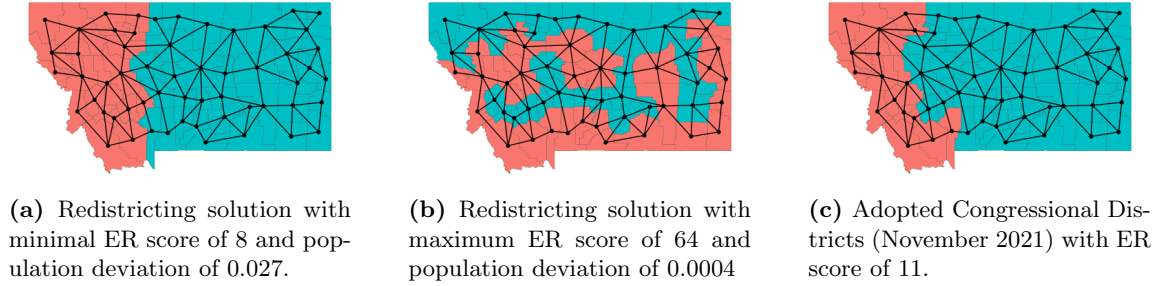 (a) Redistricting solution with
minimal ER score of 8 and pop-
ulation deviation of 0.027.
(b) Redistricting solution with
maximum ER score of 64 and
population deviation of 0.0004
(c) Adopted Congressional Dis-
tricts (November 2021) with ER
score of 11.